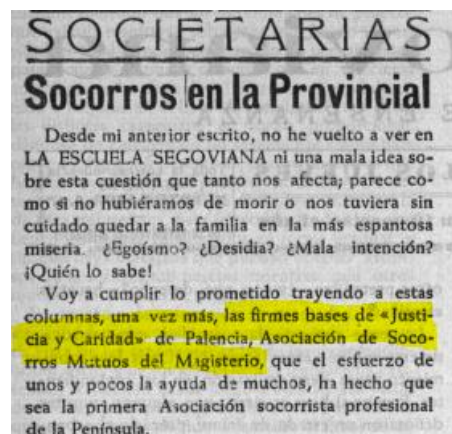 SOCIETARIAS
Socorros en la Provincial
Desde mi anterior escrito, no he vuelto a ver en
LA ESCUELA SEGOVIANA ni una mala idea so-
bre esta cuestión que tanto nos afecta; parece co-
mo si no hubiéramos de morir o nos tuviera sin
cuidado quedar a la familia en la más espantosa
miseria. ¿Egoísmo? ¿Desidia? ¿Mala intención?
¡Quién lo sabe!
Voy a cumplir lo prometido trayendo a estas
columnas, una vez más, las firmes bases de «Justi-
cia y Caridad» de Palencia, Asociación de Soco-
rros Mutuos del Magisterio, que el esfuerzo de
unos y pocos la ayuda de muchos, ha hecho que
sea la primera Asociación socorrista profesional
de la Península.